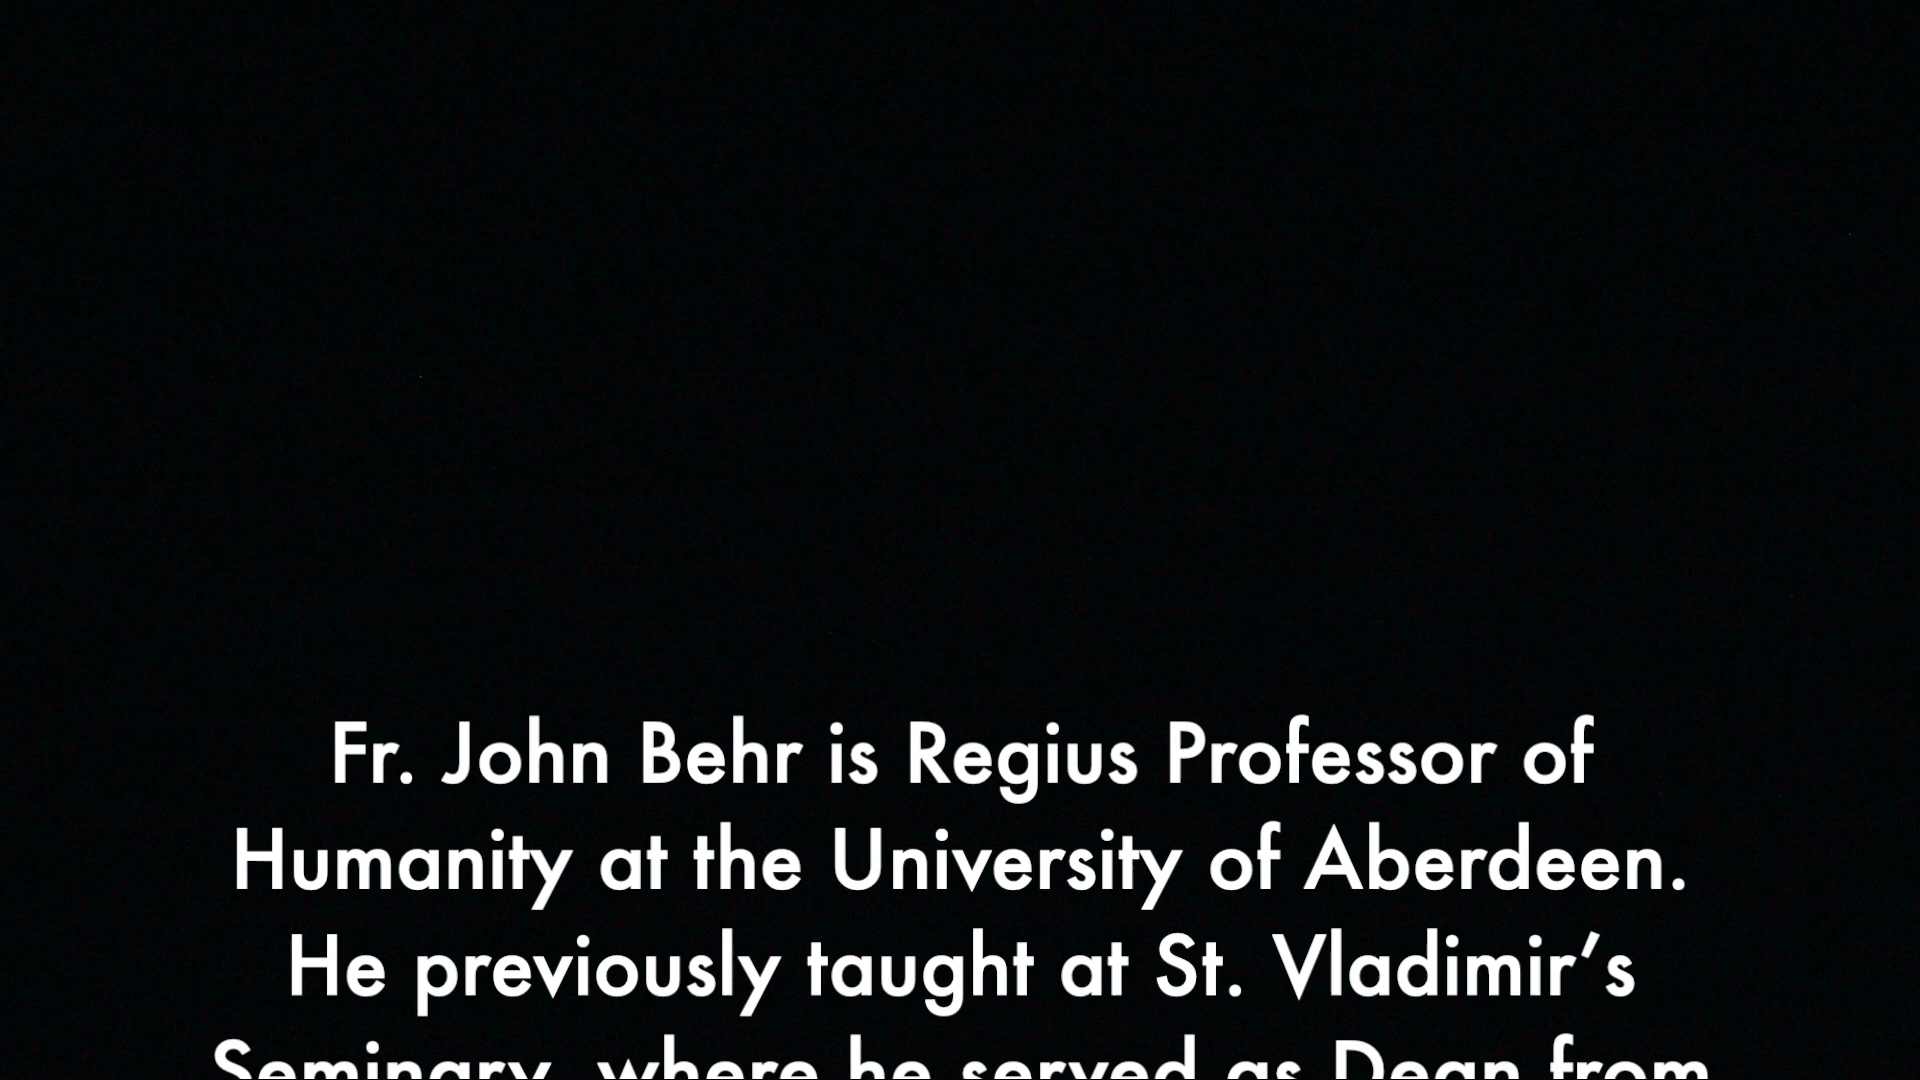 Fr. John Behr is Regius Professor of
Humanity at the University of Aberdeen.
He previously taught at St. Vladimir’s
Seminary, where he served as Dean from